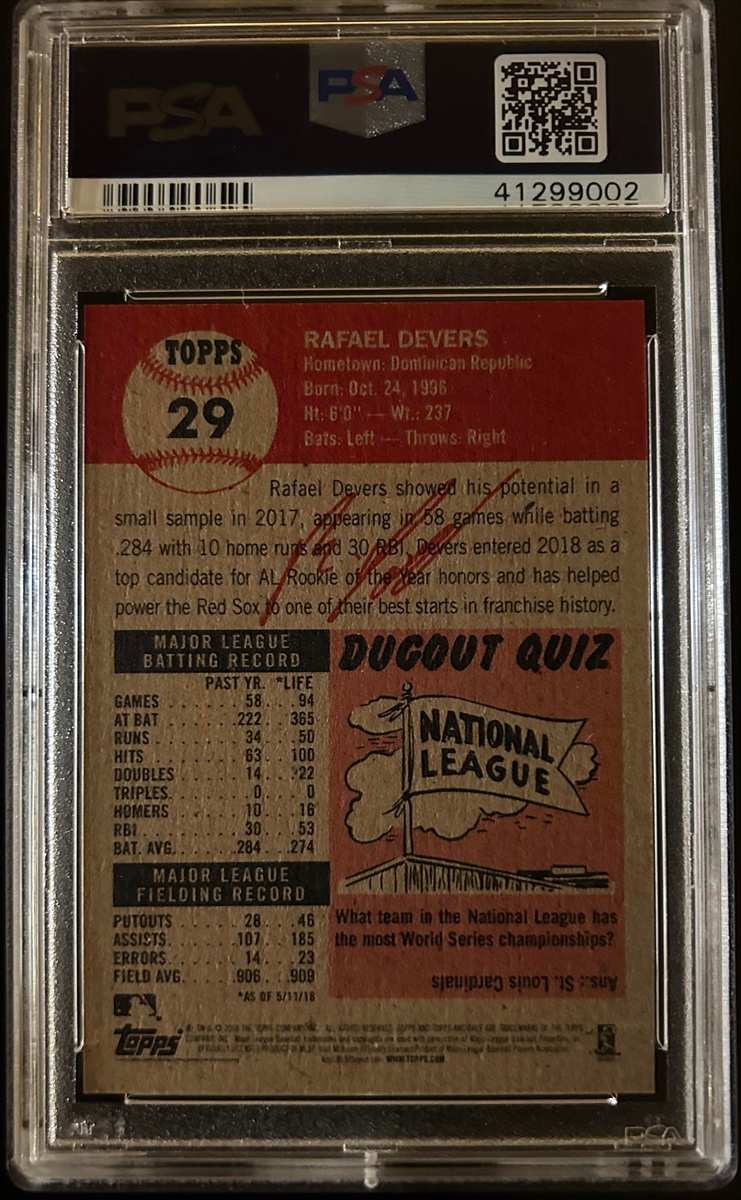 PSA
PSA
41299002
TOPPS
29
RAFAEL DEVERS
Hometown: Dominican Republic
Born: Oct. 24, 1996
Ht: 6'0" — Wt.: 237
Bats: Left — Throws: Right
Rafael Devers showed his potential in a
small sample in 2017, appearing in 58 games while batting
.284 with 10 home runs and 30 RBI. Devers entered 2018 as a
top candidate for AL Rookie of the Year honors and has helped
power the Red Sox to one of their best starts in franchise history.
MAJOR LEAGUE
BATTING RECORD
PAST YR. *LIFE
GAMES . . . . . . . 58 . . . 94
AT BAT . . . . . . . 222 . . . 365
RUNS . . . . . . . 34 . . . 50
HITS . . . . . . . 63 . . . 100
DOUBLES . . . . . . . 14 . . . 22
TRIPLES . . . . . . . 0 . . . 0
HOMERS . . . . . . . 10 . . . 16
RBI . . . . . . . 30 . . . 53
BAT. AVG. . . . . . . .284 . . .274
MAJOR LEAGUE
FIELDING RECORD
PUTOUTS . . . . . 28 . . . 46
ASSISTS . . . . . 107 . . . 185
ERRORS . . . . . 14 . . . 23
FIELD AVG. . . . . .906 . . .909
*AS OF 5/11/18
DUGOUT QUIZ
NATIONAL
LEAGUE
What team in the National League has
the most World Series championships?
Ans.: St. Louis Cardinals
topps
WWW.TOPPS.COM
PSA